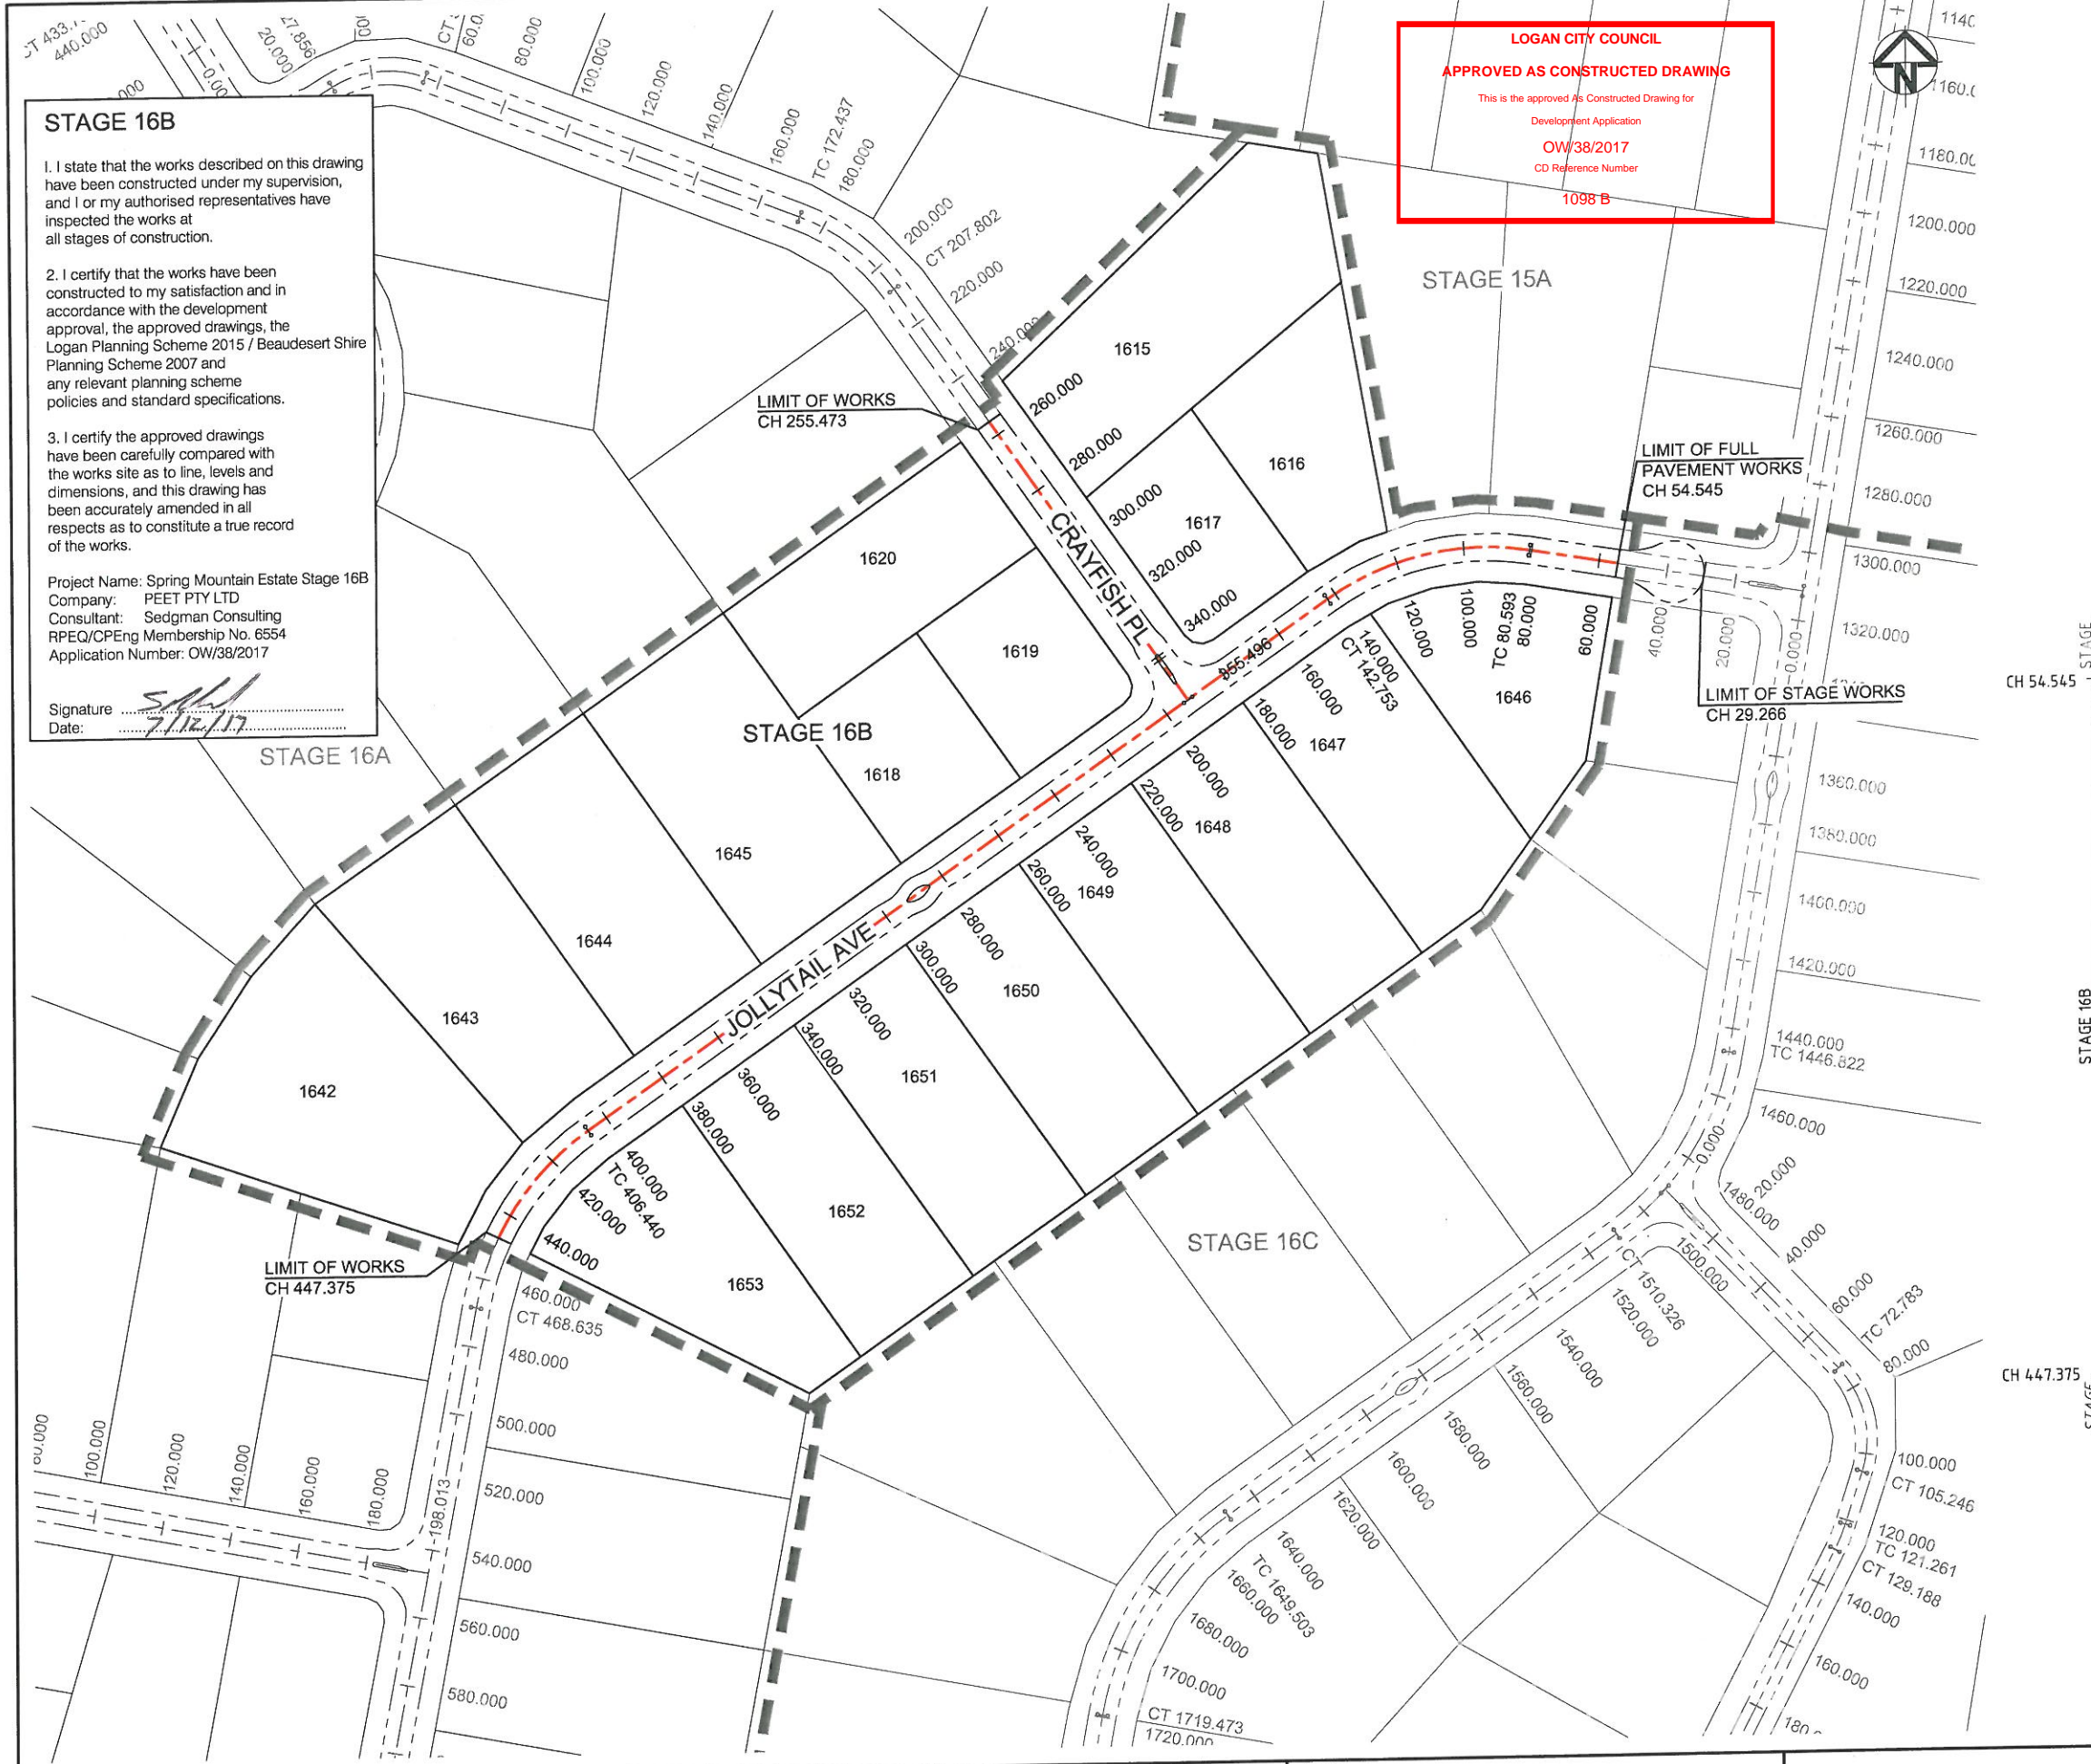 LOGAN CITY COUNCIL
APPROVED AS CONSTRUCTED DRAWING
This is the approved As Constructed Drawing for
Development Application
OW/38/2017
CD Reference Number
1098 B
N
STAGE 16B
I. I state that the works described on this drawing
have been constructed under my supervision,
and I or my authorised representatives have
inspected the works at
all stages of construction.
2. I certify that the works have been
constructed to my satisfaction and in
accordance with the development
approval, the approved drawings, the
Logan Planning Scheme 2015 / Beaudesert Shire
Planning Scheme 2007 and
any relevant planning scheme
policies and standard specifications.
3. I certify the approved drawings
have been carefully compared with
the works site as to line, levels and
dimensions, and this drawing has
been accurately amended in all
respects as to constitute a true record
of the works.
Project Name: Spring Mountain Estate Stage 16B
Company: PEET PTY LTD
Consultant: Sedgman Consulting
RPEQ/CPEng Membership No. 6554
Application Number: OW/38/2017
Signature
Date: 7/12/17
440.000
20.000
80.000
100.000
120.000
140.000
160.000
TC 172.437
180.000
200.000
CT 207.802
220.000
240.000
260.000
280.000
300.000
320.000
340.000
355.496
CRAYFISH PL
LIMIT OF WORKS
CH 255.473
STAGE 15A
LIMIT OF FULL
PAVEMENT WORKS
CH 54.545
LIMIT OF STAGE WORKS
CH 29.266
1615
1616
1617
1620
1619
STAGE 16B
1618
1645
1644
1643
1642
1646
1647
1648
1649
1650
1651
1652
1653
STAGE 16A
STAGE 16C
JOLLYTAIL AVE
0.000
20.000
40.000
60.000
80.000
TC 80.593
100.000
120.000
140.000
CT 142.753
160.000
180.000
200.000
220.000
240.000
260.000
280.000
300.000
320.000
340.000
360.000
380.000
400.000
TC 406.440
420.000
440.000
LIMIT OF WORKS
CH 447.375
460.000
CT 468.635
480.000
500.000
520.000
540.000
560.000
580.000
100.000
120.000
140.000
160.000
180.000
198.013
1180.00
1200.000
1220.000
1240.000
1260.000
1280.000
1300.000
1320.000
1360.000
1380.000
1400.000
1420.000
1440.000
TC 1446.822
1460.000
1480.000
1500.000
CT 1510.326
1520.000
1540.000
1560.000
1580.000
1600.000
1620.000
1640.000
TC 1649.503
1660.000
1680.000
1700.000
CT 1719.473
1720.000
0.000
20.000
40.000
60.000
TC 72.783
80.000
100.000
CT 105.246
120.000
TC 121.261
CT 129.188
140.000
160.000
CH 54.545
STAGE
STAGE 16B
CH 447.375